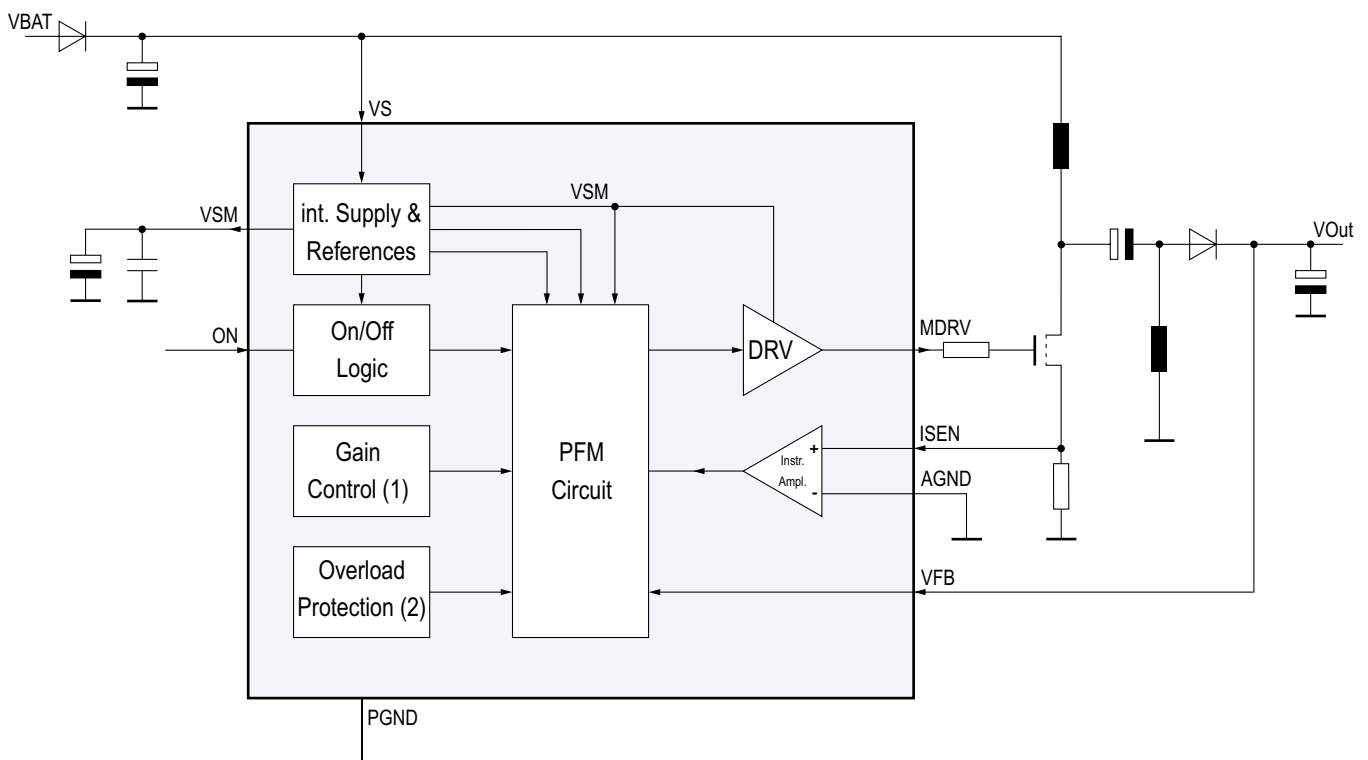 VBAT
VS
VSM
int. Supply &
References
VSM
VOut
ON
On/Off
Logic
DRV
MDRV
Gain
Control (1)
PFM
Circuit
Instr.
Ampl.
+
-
ISEN
AGND
Overload
Protection (2)
VFB
PGND